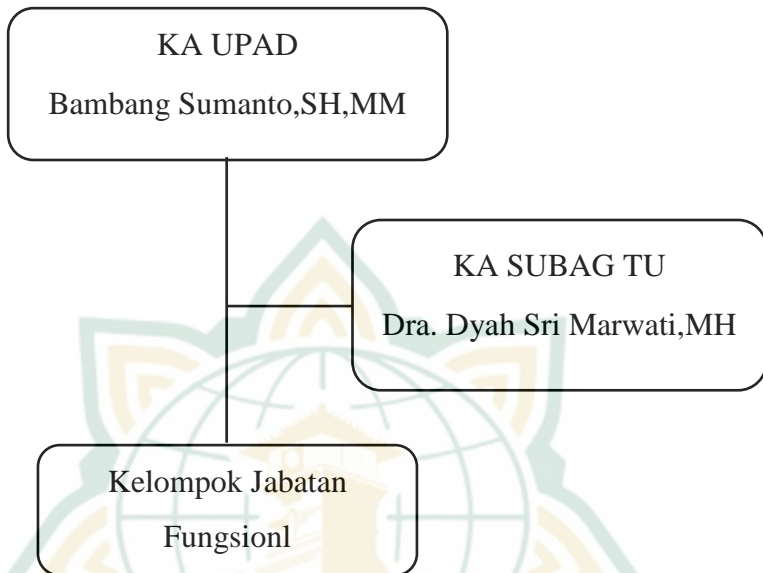 KA UPAD
Bambang Sumanto,SH,MM
KA SUBAG TU
Dra. Dyah Sri Marwati,MH
Kelompok Jabatan
Fungsionl